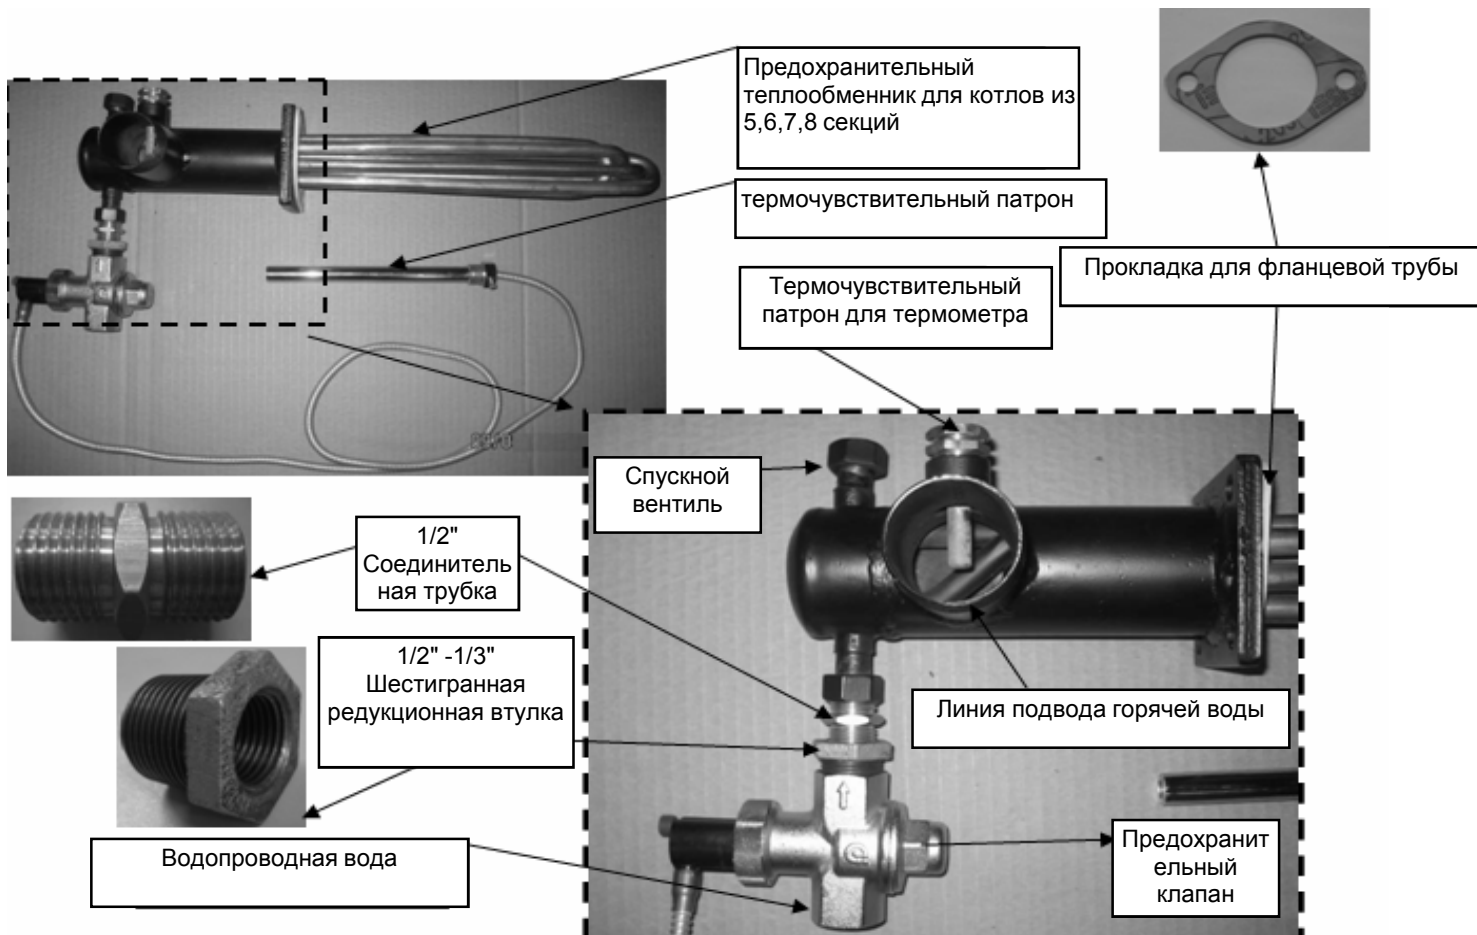 Предохранительный
теплообменник для котлов из
5,6,7,8 секций
термочувствительный патрон
Прокладка для фланцевой трубы
Термочувствительный
патрон для термометра
Спускной
вентиль
1/2"
Соединитель
ная трубка
1/2" -1/3"
Шестигранная
редукционная втулка
Линия подвода горячей воды
Водопроводная вода
Предохранит
ельный
клапан